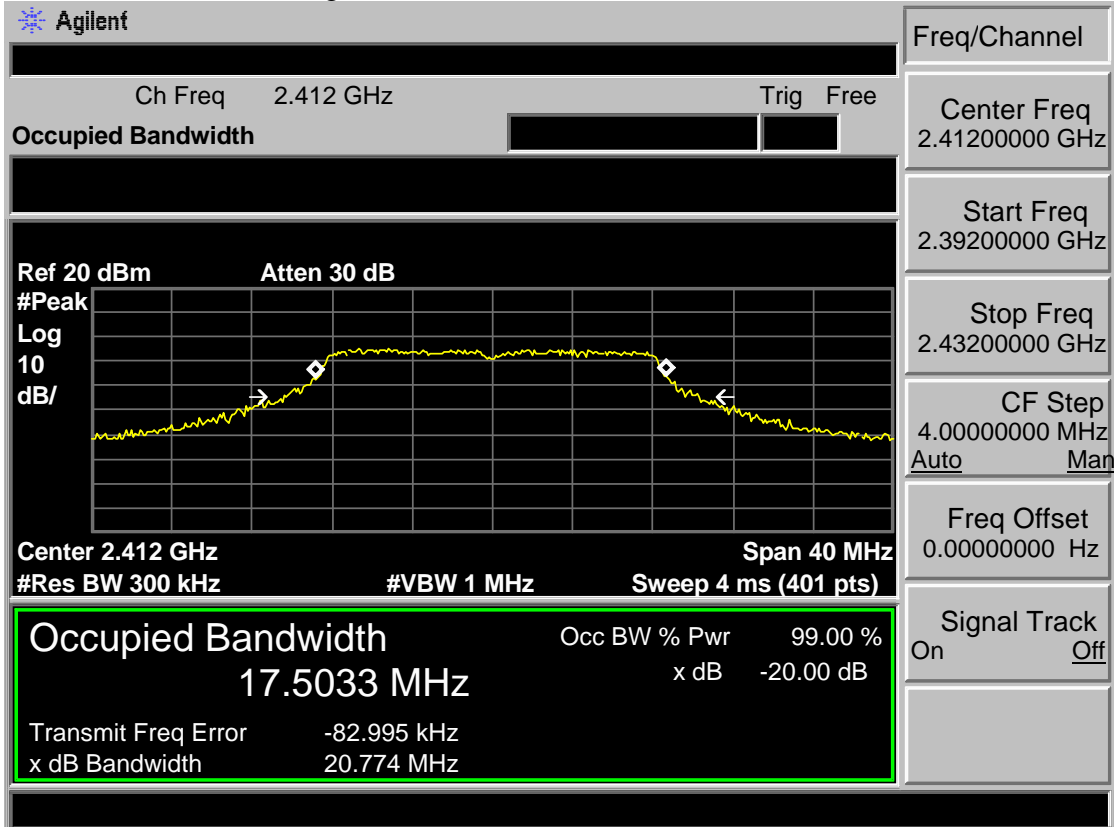 Agilent
Freq/Channel
Ch Freq 2.412 GHz Trig Free
Occupied Bandwidth
Center Freq
2.41200000 GHz
Start Freq
2.39200000 GHz
Stop Freq
2.43200000 GHz
CF Step
4.00000000 MHz
Auto Man
Freq Offset
0.00000000 Hz
Signal Track
On Off
Ref 20 dBm Atten 30 dB
#Peak
Log
10
dB/
Center 2.412 GHz Span 40 MHz
#Res BW 300 kHz #VBW 1 MHz Sweep 4 ms (401 pts)
Occupied Bandwidth Occ BW % Pwr 99.00 %
17.5033 MHz x dB -20.00 dB
Transmit Freq Error -82.995 kHz
x dB Bandwidth 20.774 MHz